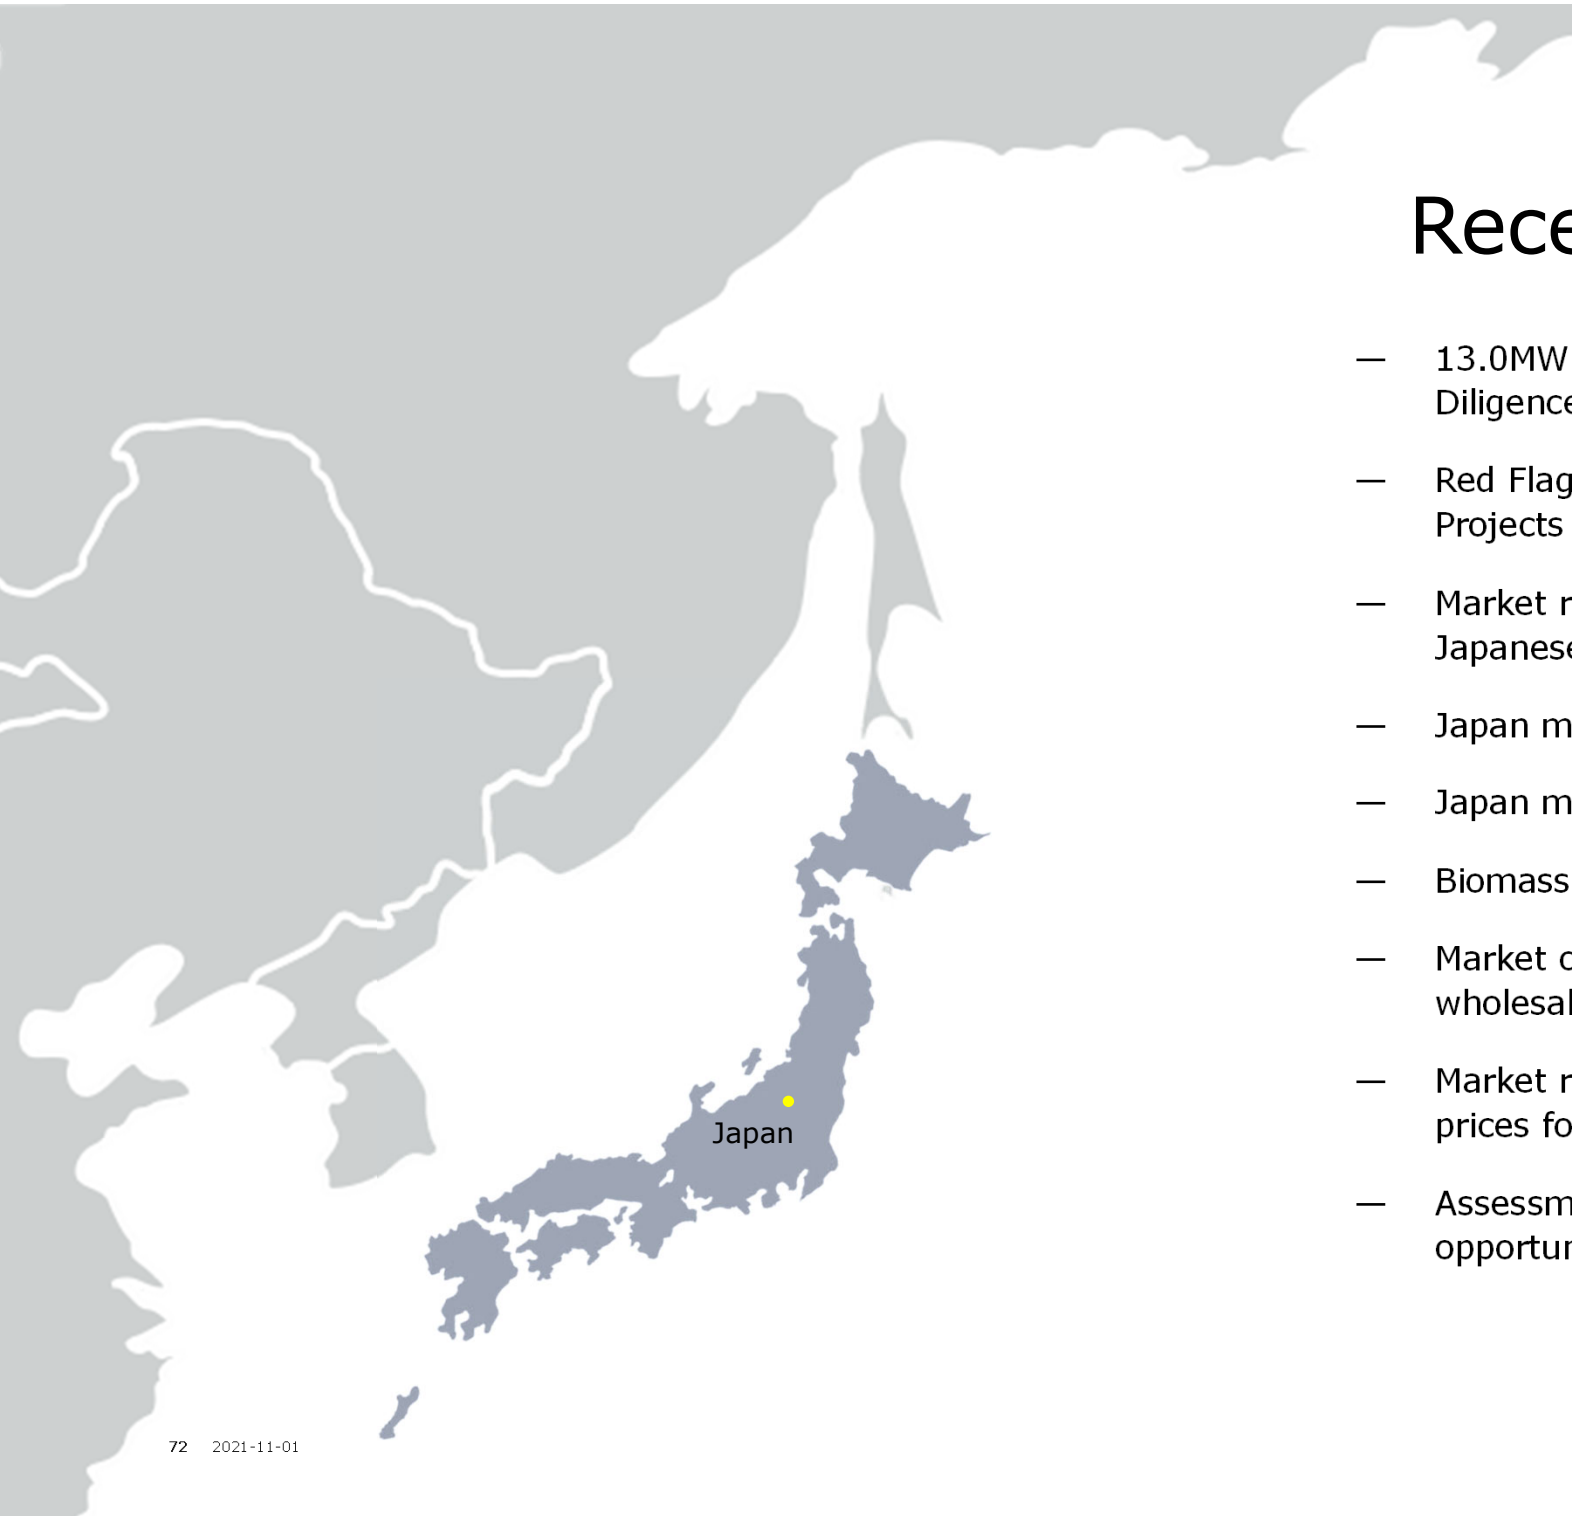 Rece
— 13.0MW
Diligence
— Red Flag
Projects
— Market r
Japanese
— Japan m
— Japan m
— Biomass
— Market c
wholesal
— Market r
prices fo
— Assessm
opportun
Japan
72 2021-11-01